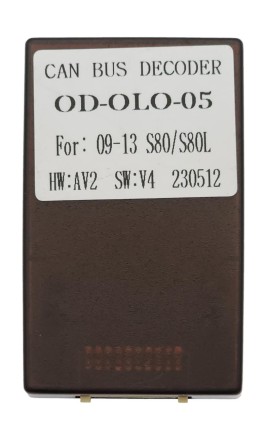 CAN BUS DECODER
OD-OLO-05
For: 09-13 S80/S80L
HW:AV2 SW:V4 230512